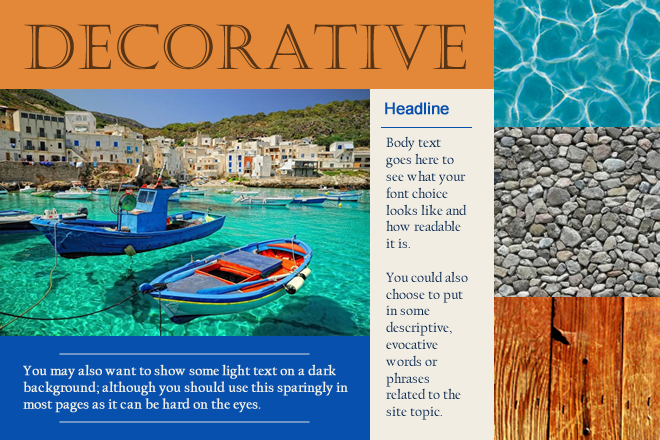 DECORATIVE
Headline
Body text
goes here to
see what your
font choice
looks like and
how readable
it is.
You could also
choose to put
in some
descriptive,
evocative
words or
phrases
related to the
site topic.
You may also want to show some light text on a dark
background; although you should use this sparingly in
most pages as it can be hard on the eyes.